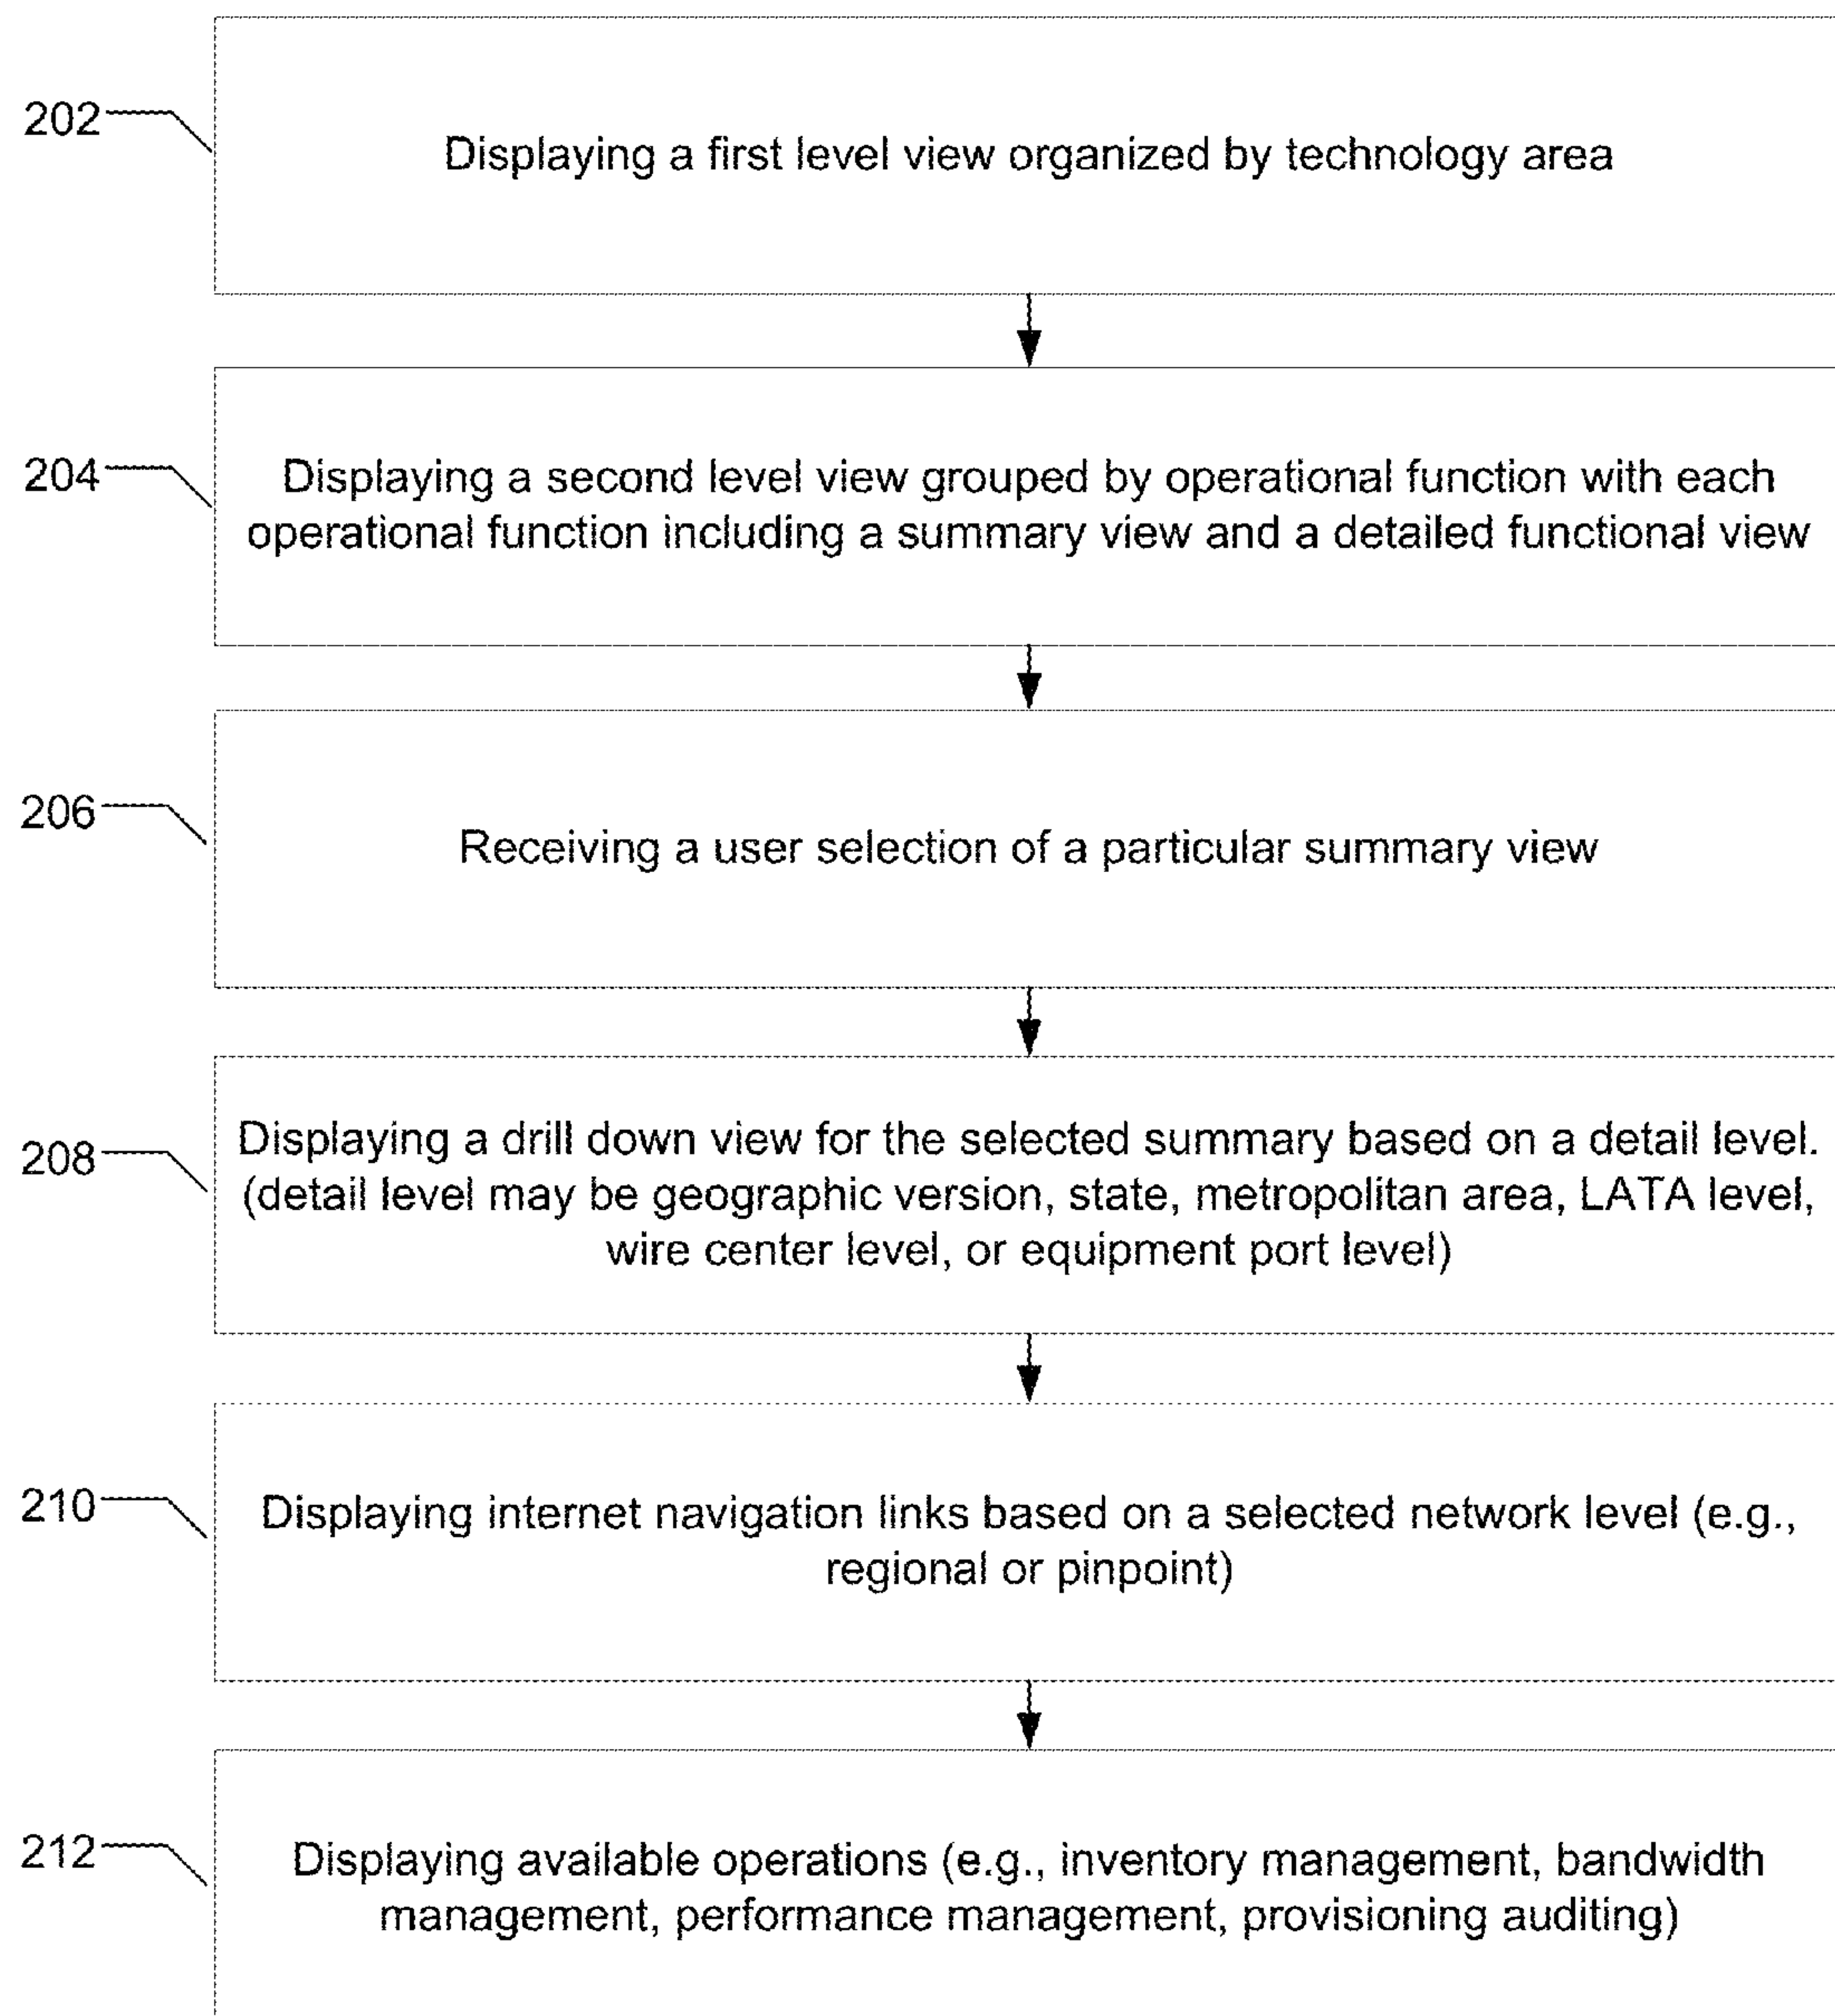 202
Displaying a first level view organized by technology area
204
Displaying a second level view grouped by operational function with each
operational function including a summary view and a detailed functional view
206
Receiving a user selection of a particular summary view
208
Displaying a drill down view for the selected summary based on a detail level.
(detail level may be geographic version, state, metropolitan area, LATA level,
wire center level, or equipment port level)
210
Displaying internet navigation links based on a selected network level (e.g.,
regional or pinpoint)
212
Displaying available operations (e.g., inventory management, bandwidth
management, performance management, provisioning auditing)